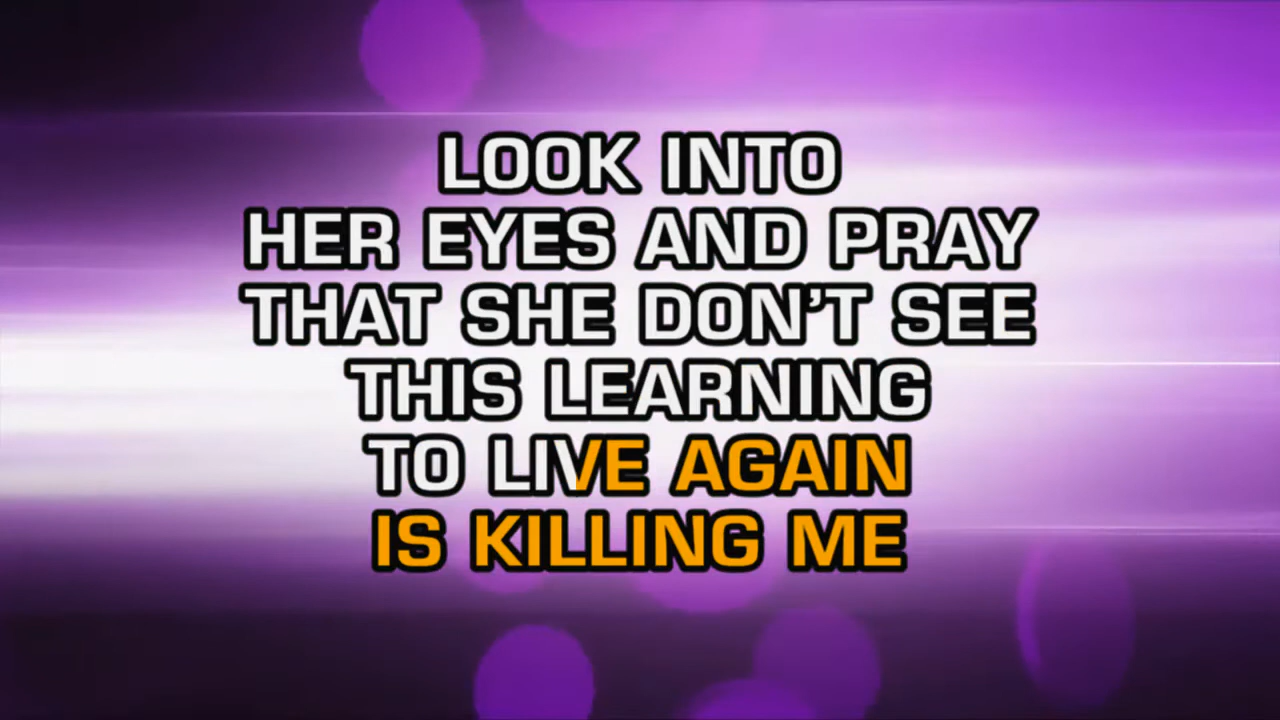 LOOK INTO
HER EYES AND PRAY
THAT SHE DON'T SEE
THIS LEARNING
TO LIVE AGAIN
IS KILLING ME